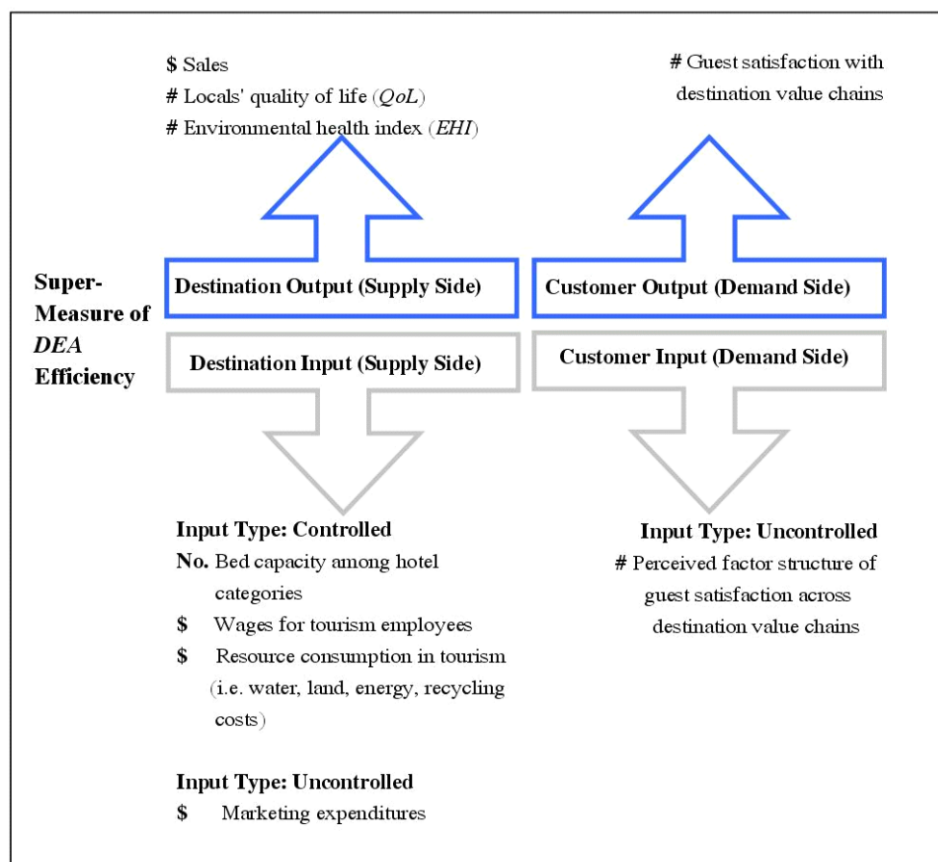 $ Sales
# Locals' quality of life (QoL)
# Environmental health index (EHI)
# Guest satisfaction with
destination value chains
Super-
Measure of
DEA
Efficiency
Destination Output (Supply Side)
Customer Output (Demand Side)
Destination Input (Supply Side)
Customer Input (Demand Side)
Input Type: Controlled
No. Bed capacity among hotel
categories
$ Wages for tourism employees
$ Resource consumption in tourism
(i.e. water, land, energy, recycling
costs)
Input Type: Uncontrolled
$ Marketing expenditures
Input Type: Uncontrolled
# Perceived factor structure of
guest satisfaction across
destination value chains